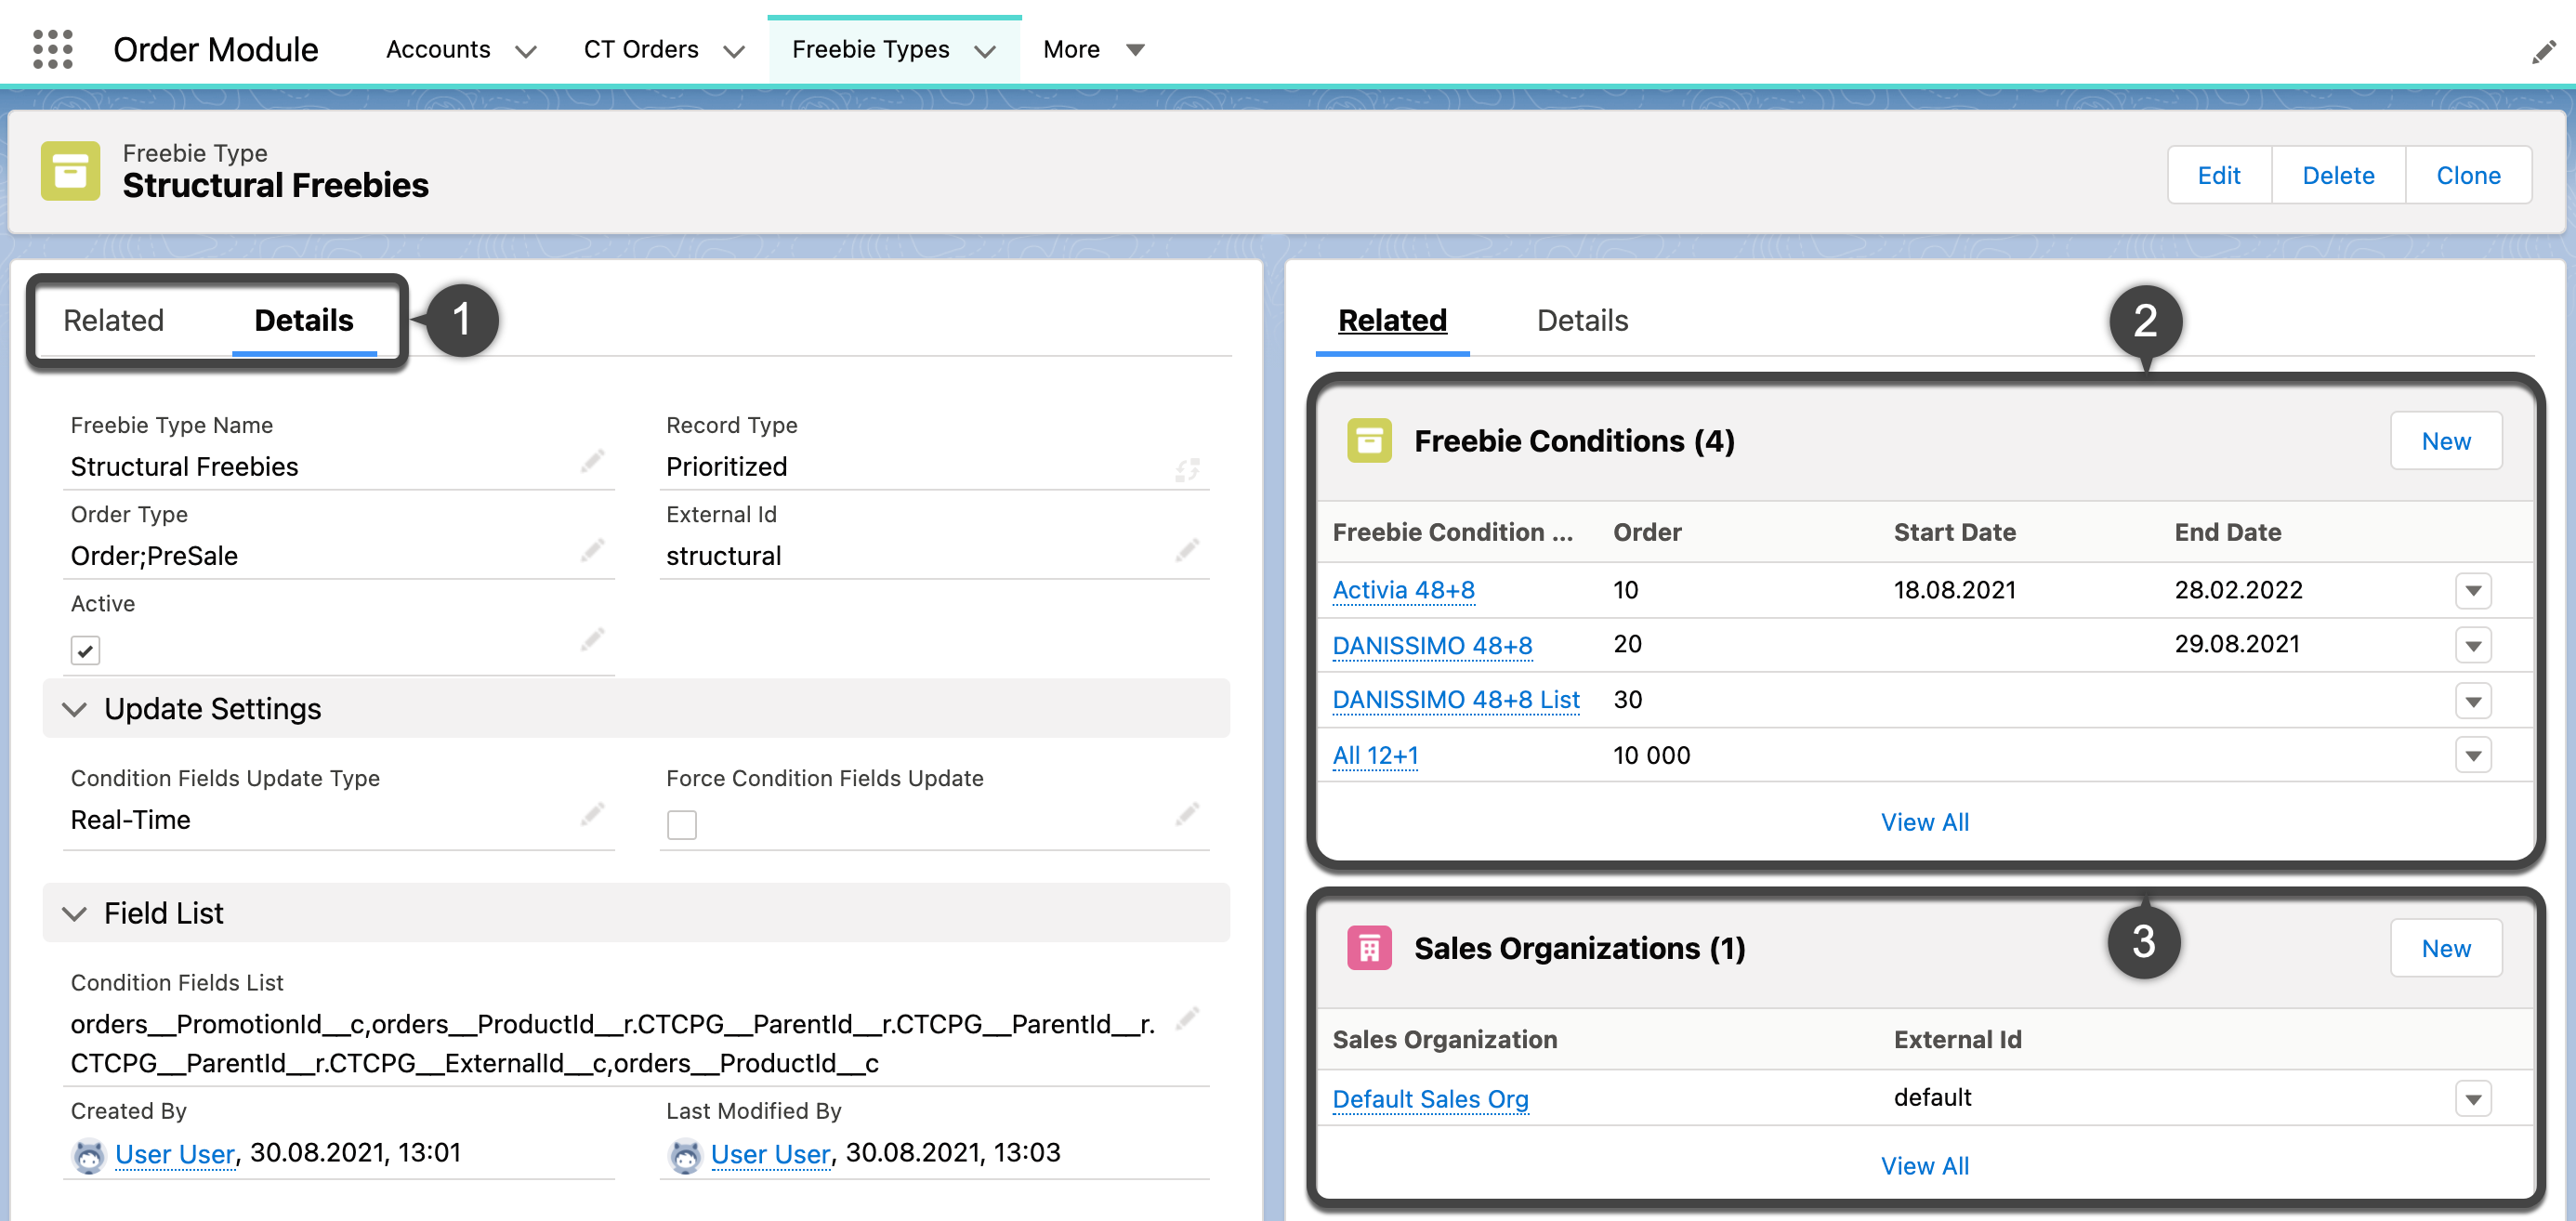 Order Module
Accounts
CT Orders
Freebie Types
More
Freebie Type
Structural Freebies
Edit
Delete
Clone
Related
Details
1
Freebie Type Name
Structural Freebies
Record Type
Prioritized
Order Type
Order;PreSale
External Id
structural
Active
Update Settings
Condition Fields Update Type
Real-Time
Force Condition Fields Update
Field List
Condition Fields List
orders__PromotionId__c,orders__ProductId__r.CTCPG__ParentId__r.CTCPG__ParentId__r.
CTCPG__ParentId__r.CTCPG__ExternalId__c,orders__ProductId__c
Created By
User User, 30.08.2021, 13:01
Last Modified By
User User, 30.08.2021, 13:03
Related
Details
2
Freebie Conditions (4)
New
Freebie Condition ... Order Start Date End Date
Activia 48+8 10 18.08.2021 28.02.2022
DANISSIMO 48+8 20 29.08.2021
DANISSIMO 48+8 List 30
All 12+1 10 000
View All
3
Sales Organizations (1)
New
Sales Organization External Id
Default Sales Org default
View All